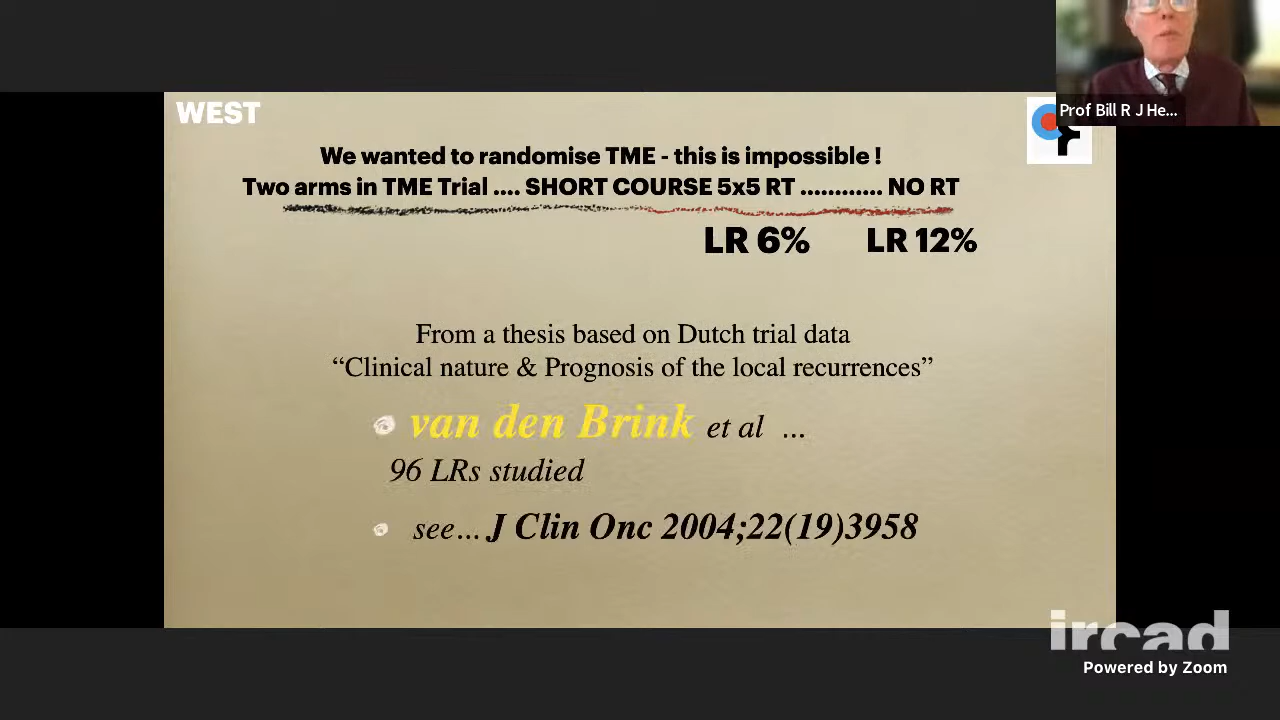 WEST
Prof Bill R J He...
We wanted to randomise TME - this is impossible !
Two arms in TME Trial .... SHORT COURSE 5x5 RT ............ NO RT
LR 6% LR 12%
From a thesis based on Dutch trial data
“Clinical nature & Prognosis of the local recurrences”
van den Brink et al ...
96 LRs studied
see... J Clin Onc 2004;22(19)3958
ircad
Powered by Zoom